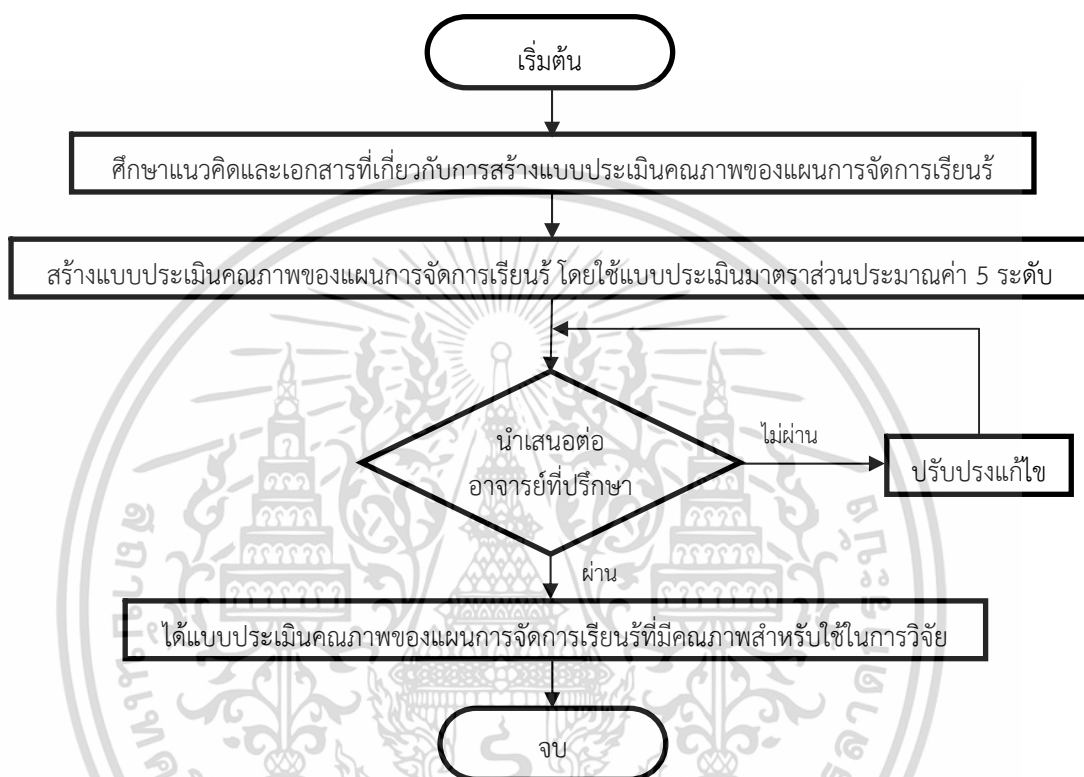 เริ่มต้น
ศึกษาแนวคิดและเอกสารที่เกี่ยวกับการสร้างแบบประเมินคุณภาพของแผนการจัดการเรียนรู้
สร้างแบบประเมินคุณภาพของแผนการจัดการเรียนรู้ โดยใช้แบบประเมินมาตราส่วนประมาณค่า 5 ระดับ
นำเสนอต่อ
อาจารย์ที่ปรึกษา
ไม่ผ่าน
ปรับปรุงแก้ไข
ผ่าน
ได้แบบประเมินคุณภาพของแผนการจัดการเรียนรู้ที่มีคุณภาพสำหรับใช้ในการวิจัย
จบ